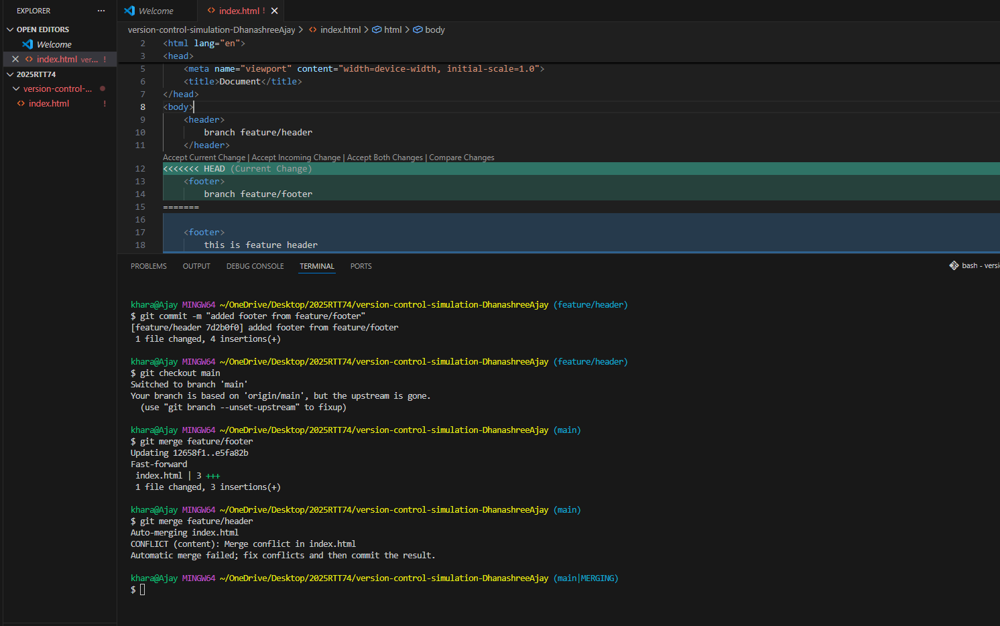 EXPLORER
...
OPEN EDITORS
Welcome
index.html ver... !
2025RTT74
version-control-...
index.html !
Welcome
index.html !
version-control-simulation-DhanashreeAjay > index.html > html > body
2 <html lang="en">
3 <head>
5 <meta name="viewport" content="width=device-width, initial-scale=1.0">
6 <title>Document</title>
7 </head>
8 <body>
9 <header>
10 branch feature/header
11 </header>
Accept Current Change | Accept Incoming Change | Accept Both Changes | Compare Changes
12 <<<<<<< HEAD (Current Change)
13 <footer>
14 branch feature/footer
15 =======
16
17 <footer>
18 this is feature header
PROBLEMS OUTPUT DEBUG CONSOLE TERMINAL PORTS
bash - versi
khara@Ajay MINGW64 ~/OneDrive/Desktop/2025RTT74/version-control-simulation-DhanashreeAjay (feature/header)
$ git commit -m "added footer from feature/footer"
[feature/header 7d2b0f0] added footer from feature/footer
1 file changed, 4 insertions(+)
khara@Ajay MINGW64 ~/OneDrive/Desktop/2025RTT74/version-control-simulation-DhanashreeAjay (feature/header)
$ git checkout main
Switched to branch 'main'
Your branch is based on 'origin/main', but the upstream is gone.
(use "git branch --unset-upstream" to fixup)
khara@Ajay MINGW64 ~/OneDrive/Desktop/2025RTT74/version-control-simulation-DhanashreeAjay (main)
$ git merge feature/footer
Updating 12658f1..e5fa82b
Fast-forward
index.html | 3 +++
1 file changed, 3 insertions(+)
khara@Ajay MINGW64 ~/OneDrive/Desktop/2025RTT74/version-control-simulation-DhanashreeAjay (main)
$ git merge feature/header
Auto-merging index.html
CONFLICT (content): Merge conflict in index.html
Automatic merge failed; fix conflicts and then commit the result.
khara@Ajay MINGW64 ~/OneDrive/Desktop/2025RTT74/version-control-simulation-DhanashreeAjay (main|MERGING)
$